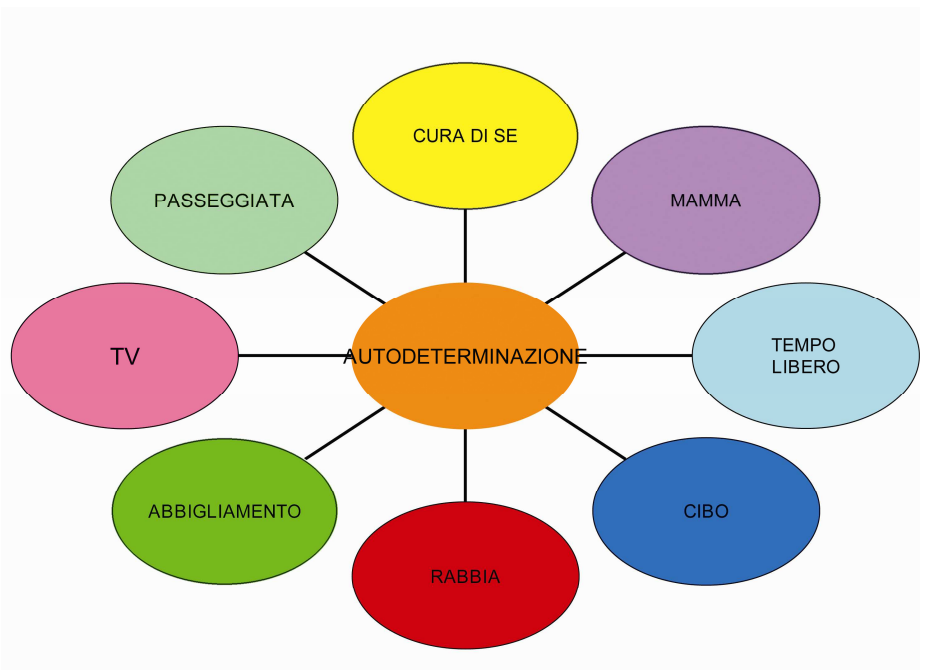 CURA DI SE
PASSEGGIATA
MAMMA
TV
AUTODETERMINAZIONE
TEMPO
LIBERO
ABBIGLIAMENTO
CIBO
RABBIA